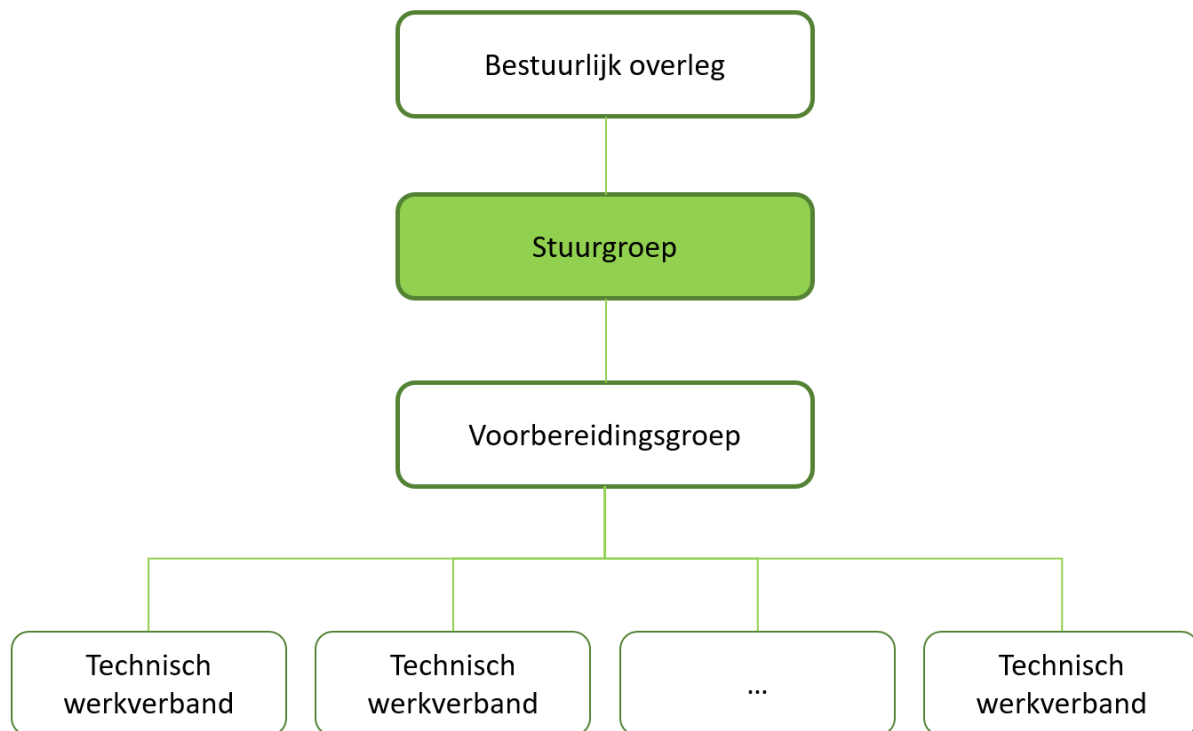 Bestuurlijk overleg
Stuurgroep
Voorbereidingsgroep
Technisch
werkverband
Technisch
werkverband
...
Technisch
werkverband